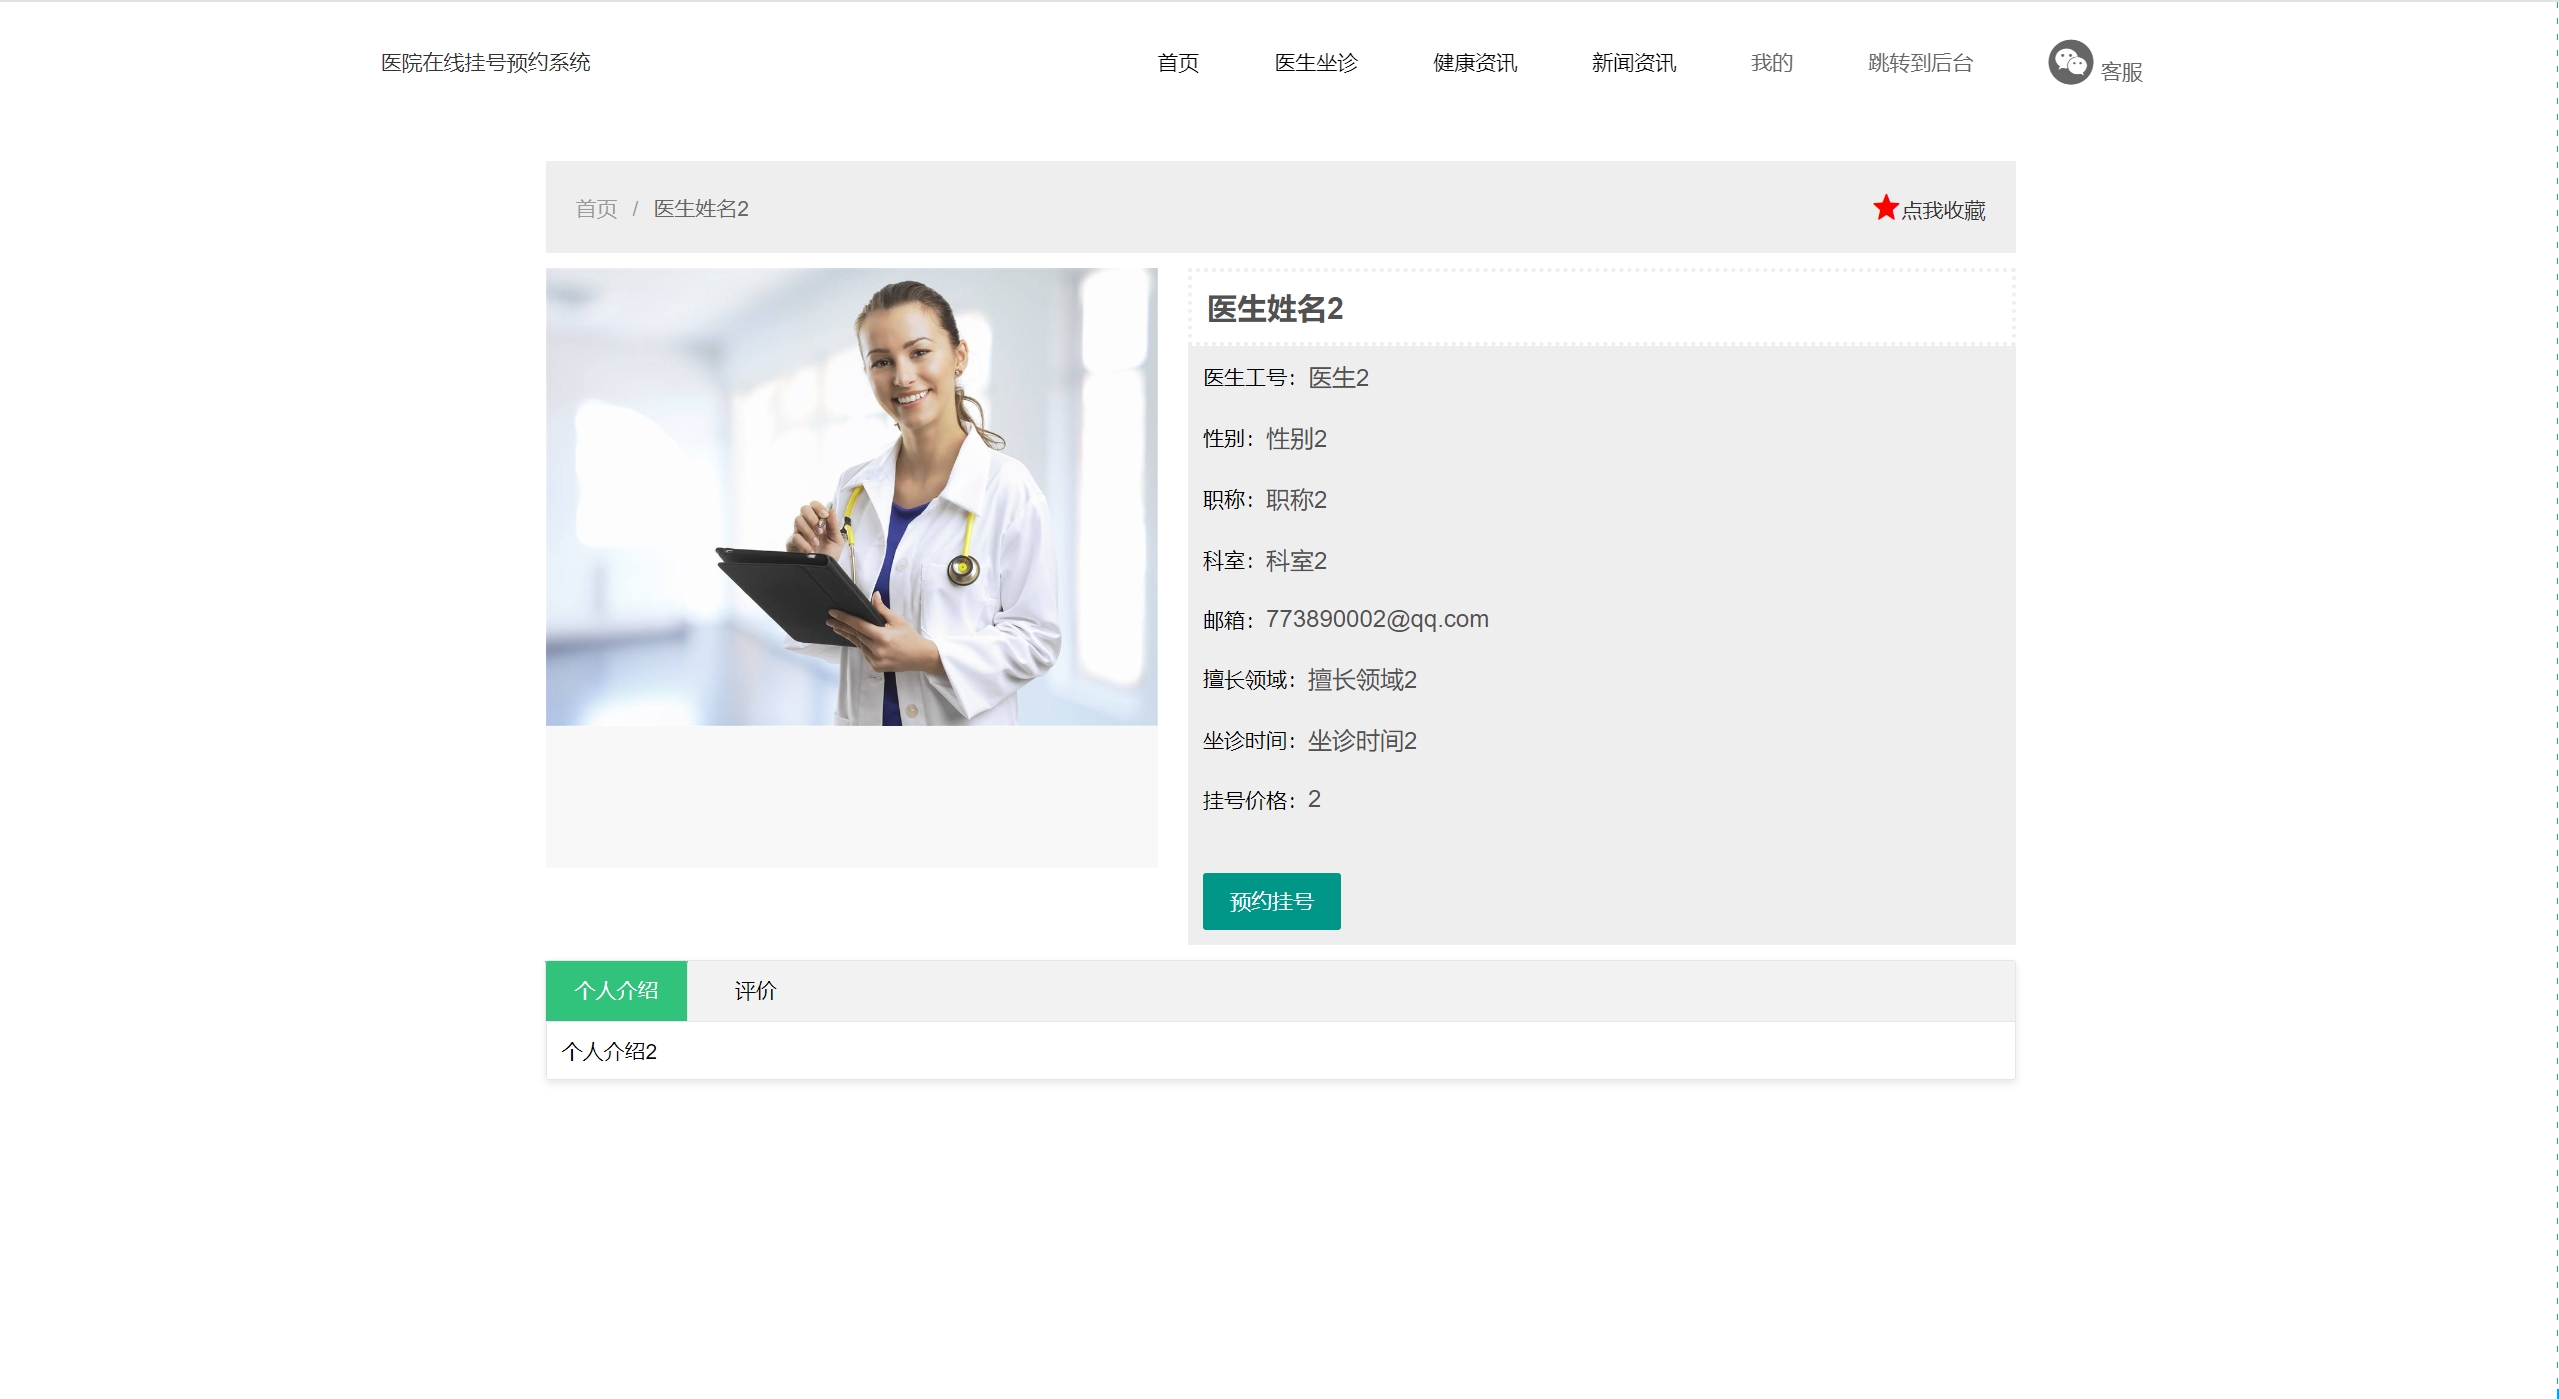 医院在线挂号预约系统
首页 医生坐诊 健康资讯 新闻资讯 我的 跳转到后台 客服
首页 / 医生姓名2
点我收藏
医生姓名2
医生工号： 医生2
性别： 性别2
职称： 职称2
科室： 科室2
邮箱： 773890002@qq.com
擅长领域： 擅长领域2
坐诊时间： 坐诊时间2
挂号价格： 2
预约挂号
个人介绍 评价
个人介绍2